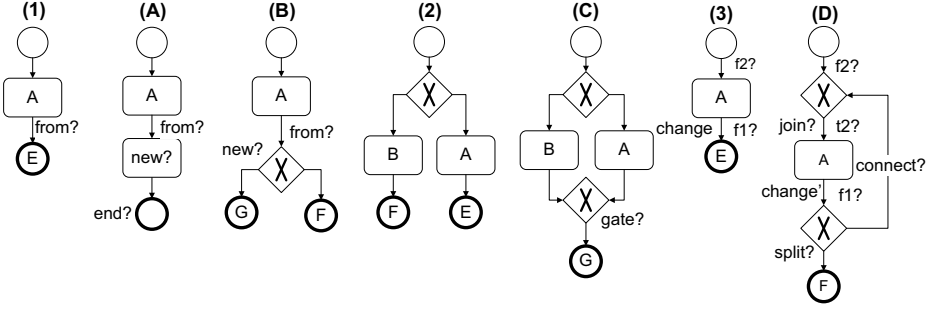 (1)
A
from?
E
(A)
A
from?
new?
end?
(B)
A
from?
new?
X
G
F
(2)
X
B
A
F
E
(C)
X
B
A
X
gate?
G
(3)
f2?
A
change
f1?
E
(D)
f2?
X
join?
t2?
A
connect?
change'
f1?
X
split?
F